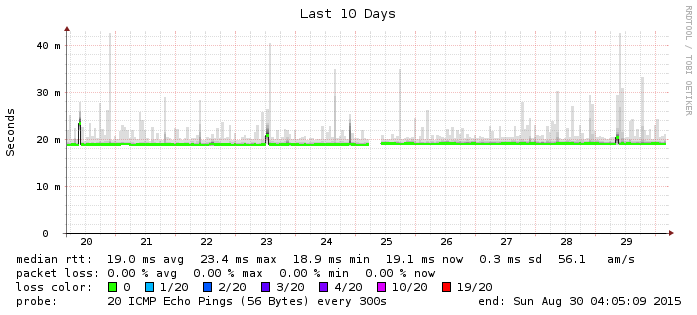 Last 10 Days
RRDTOOL / TOBI OETIKER
Seconds
40 m
30 m
20 m
10 m
0
20 21 22 23 24 25 26 27 28 29
median rtt: 19.0 ms avg 23.4 ms max 18.9 ms min 19.1 ms now 0.3 ms sd 56.1 am/s
packet loss: 0.00 % avg 0.00 % max 0.00 % min 0.00 % now
loss color: 0 1/20 2/20 3/20 4/20 10/20 19/20
probe: 20 ICMP Echo Pings (56 Bytes) every 300s end: Sun Aug 30 04:05:09 2015